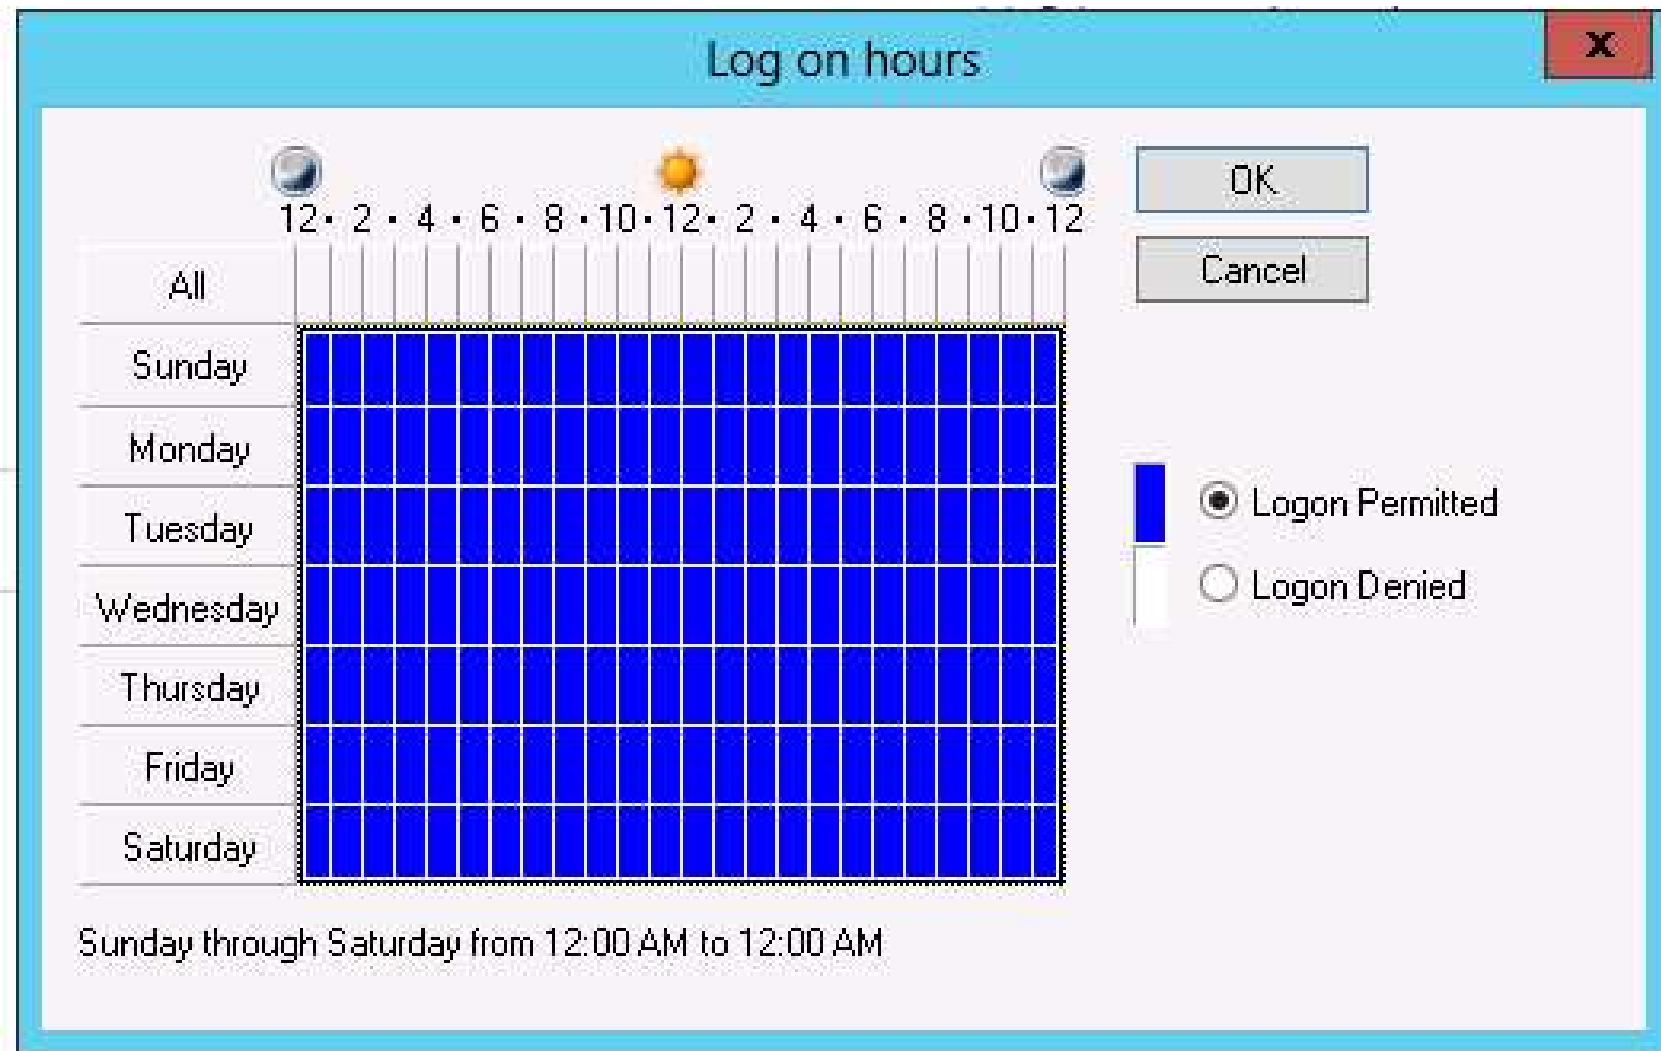 Log on hours
x
12 · 2 · 4 · 6 · 8 · 10 · 12 · 2 · 4 · 6 · 8 · 10 · 12
OK
Cancel
All
Sunday
Monday
Tuesday
Wednesday
Thursday
Friday
Saturday
Logon Permitted
Logon Denied
Sunday through Saturday from 12:00 AM to 12:00 AM